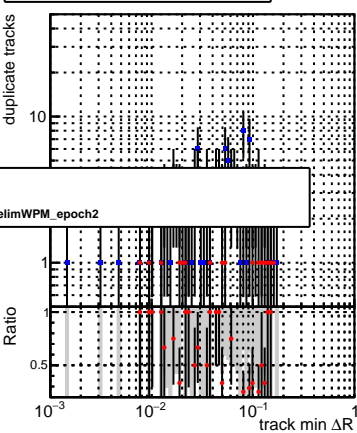 duplicate tracks
10
elimWPM_epoch2
1
Ratio
1
0.5
10⁻³ 10⁻² 10⁻¹ 1
track min ΔR